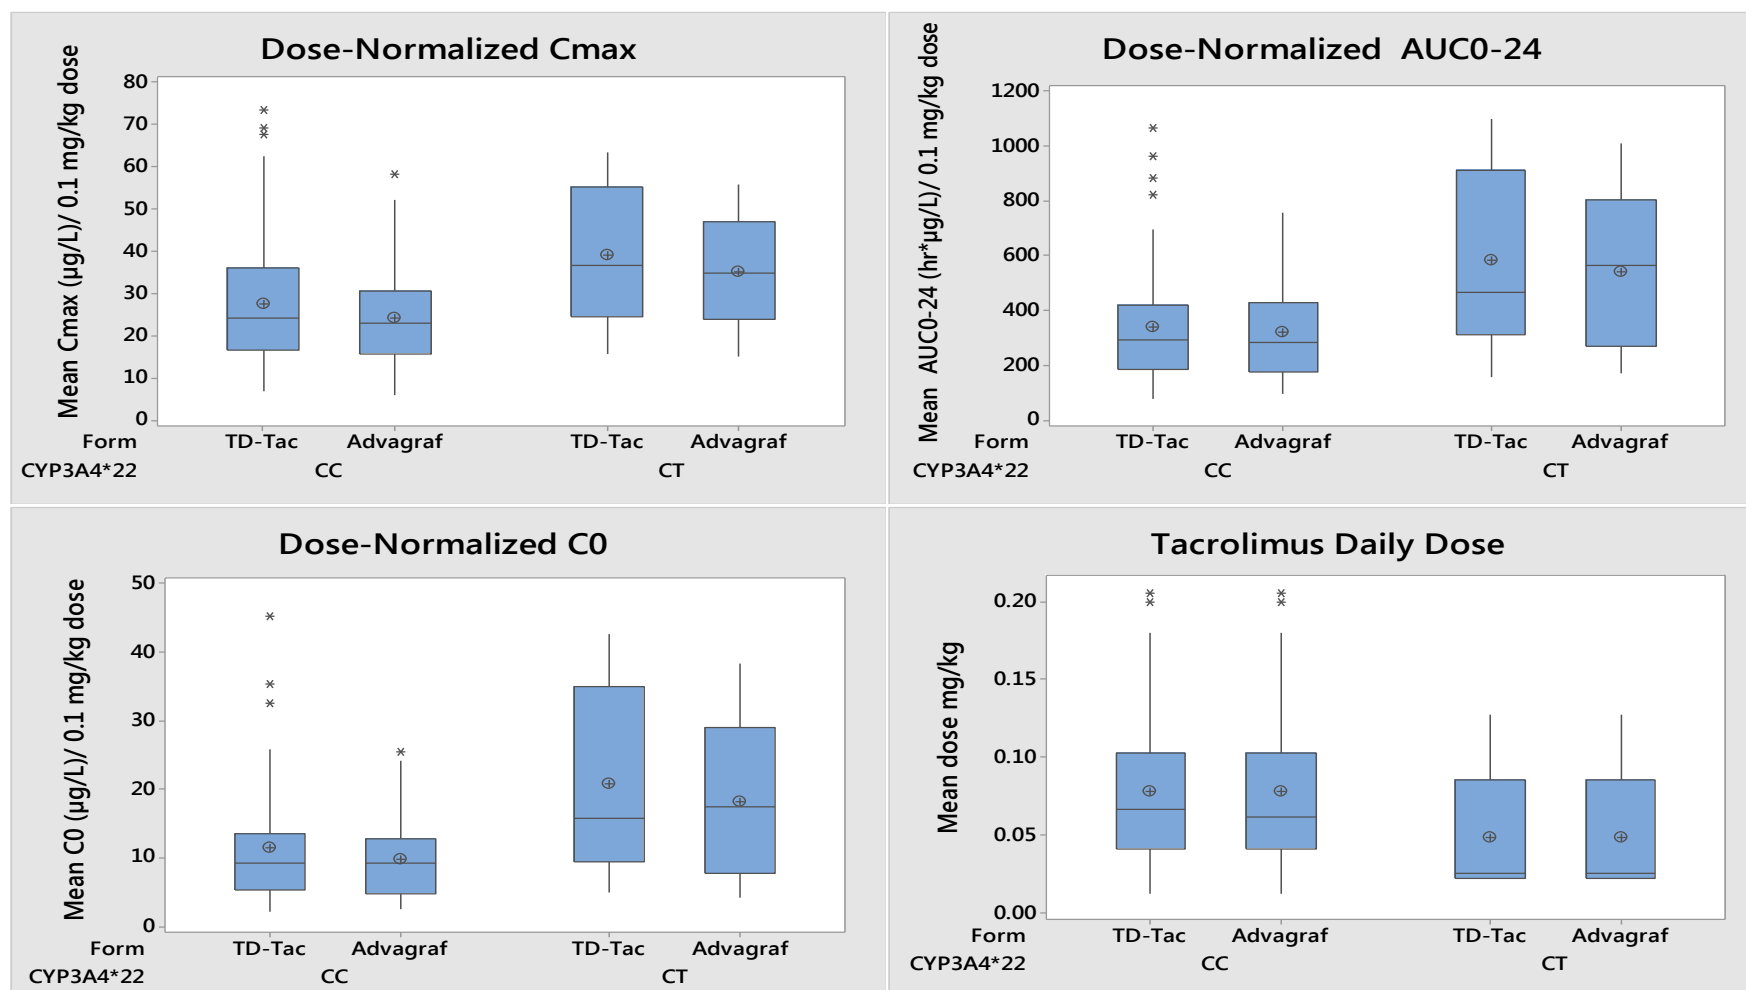 Dose-Normalized Cmax
Mean Cmax (µg/L)/ 0.1 mg/kg dose
80
70
60
50
40
30
20
10
0
Form TD-Tac Advagraf TD-Tac Advagraf
CYP3A4*22 CC CT
Dose-Normalized AUC0-24
Mean AUC0-24 (hr*µg/L)/ 0.1 mg/kg dose
1200
1000
800
600
400
200
0
Form TD-Tac Advagraf TD-Tac Advagraf
CYP3A4*22 CC CT
Dose-Normalized C0
Mean C0 (µg/L)/ 0.1 mg/kg dose
50
40
30
20
10
0
Form TD-Tac Advagraf TD-Tac Advagraf
CYP3A4*22 CC CT
Tacrolimus Daily Dose
Mean dose mg/kg
0.20
0.15
0.10
0.05
0.00
Form TD-Tac Advagraf TD-Tac Advagraf
CYP3A4*22 CC CT